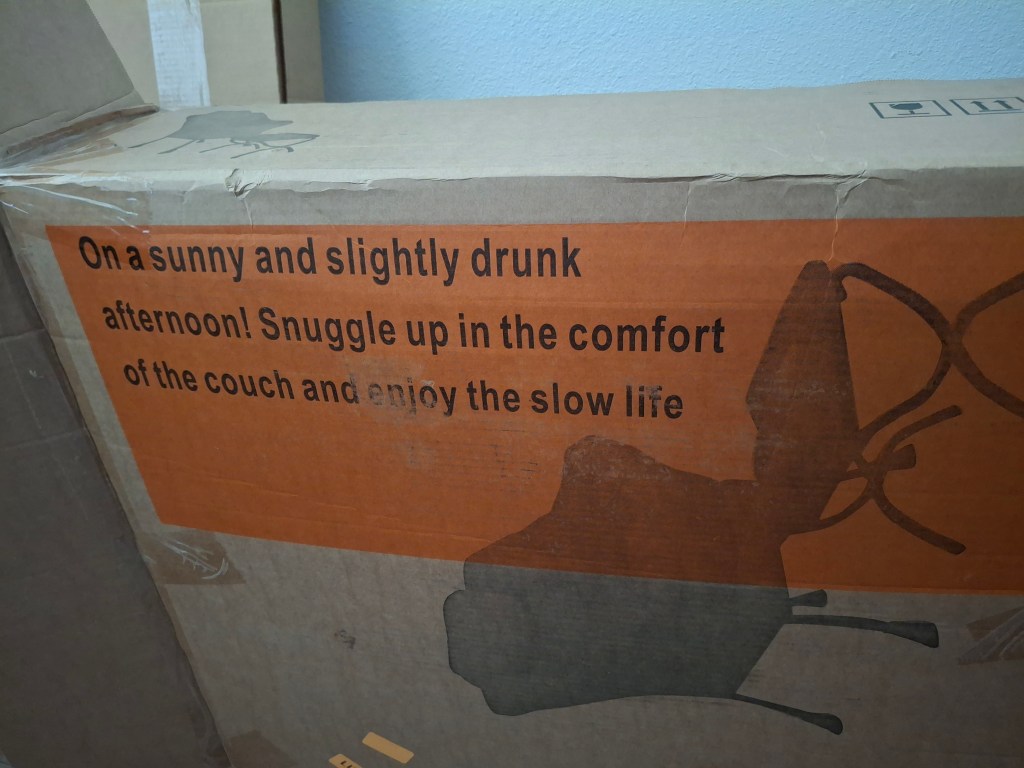 On a sunny and slightly drunk
afternoon! Snuggle up in the comfort
of the couch and enjoy the slow life